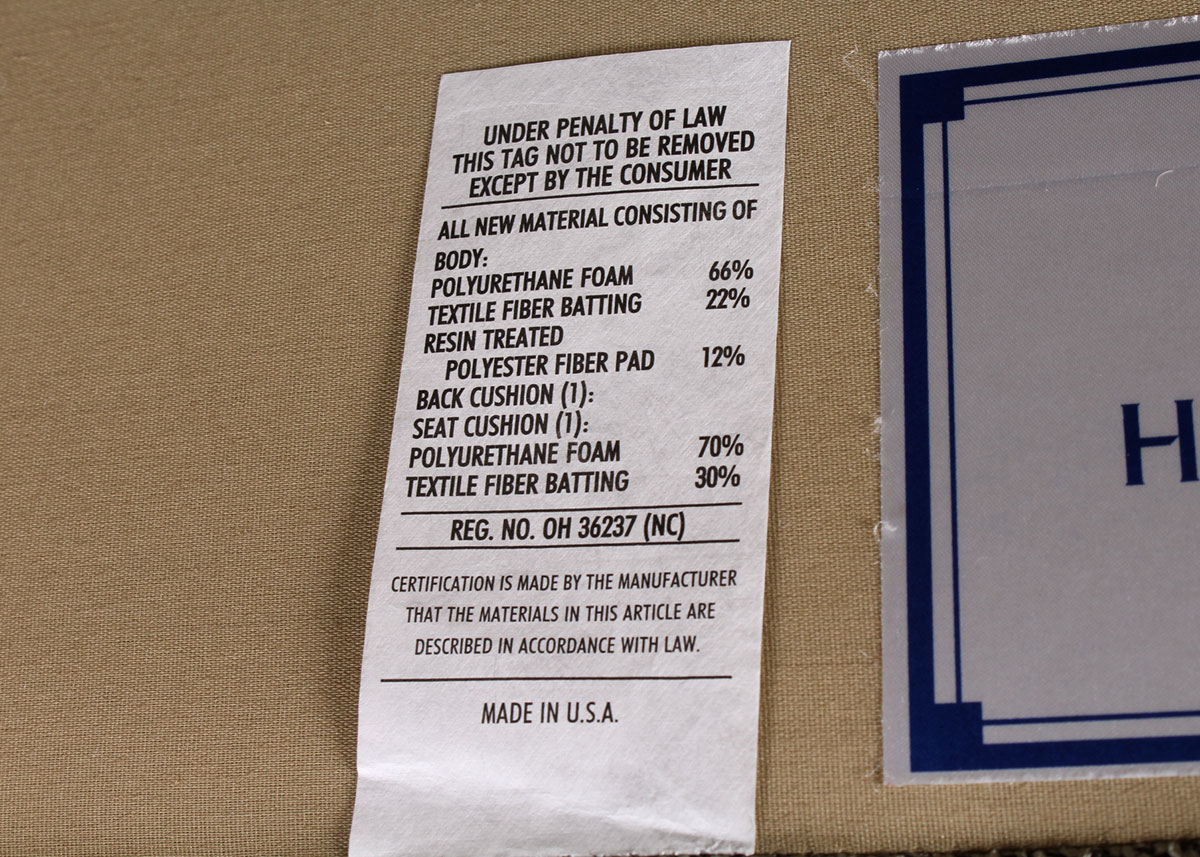 UNDER PENALTY OF LAW
THIS TAG NOT TO BE REMOVED
EXCEPT BY THE CONSUMER
ALL NEW MATERIAL CONSISTING OF
BODY:
POLYURETHANE FOAM 66%
TEXTILE FIBER BATTING 22%
RESIN TREATED
POLYESTER FIBER PAD 12%
BACK CUSHION (1):
SEAT CUSHION (1):
POLYURETHANE FOAM 70%
TEXTILE FIBER BATTING 30%
REG. NO. OH 36237 (NC)
CERTIFICATION IS MADE BY THE MANUFACTURER
THAT THE MATERIALS IN THIS ARTICLE ARE
DESCRIBED IN ACCORDANCE WITH LAW.
MADE IN U.S.A.
H